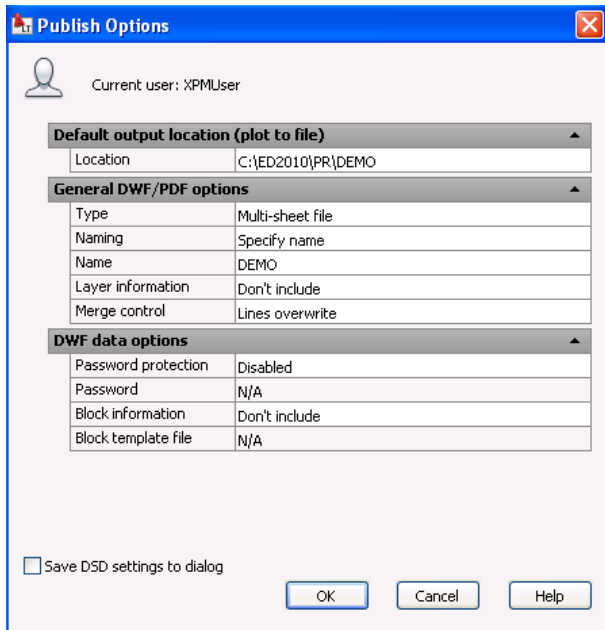 Publish Options
Current user: XPMUser
Default output location (plot to file)
Location C:\ED2010\PR\DEMO
General DWF/PDF options
Type Multi-sheet file
Naming Specify name
Name DEMO
Layer information Don't include
Merge control Lines overwrite
DWF data options
Password protection Disabled
Password N/A
Block information Don't include
Block template file N/A
Save DSD settings to dialog
OK Cancel Help